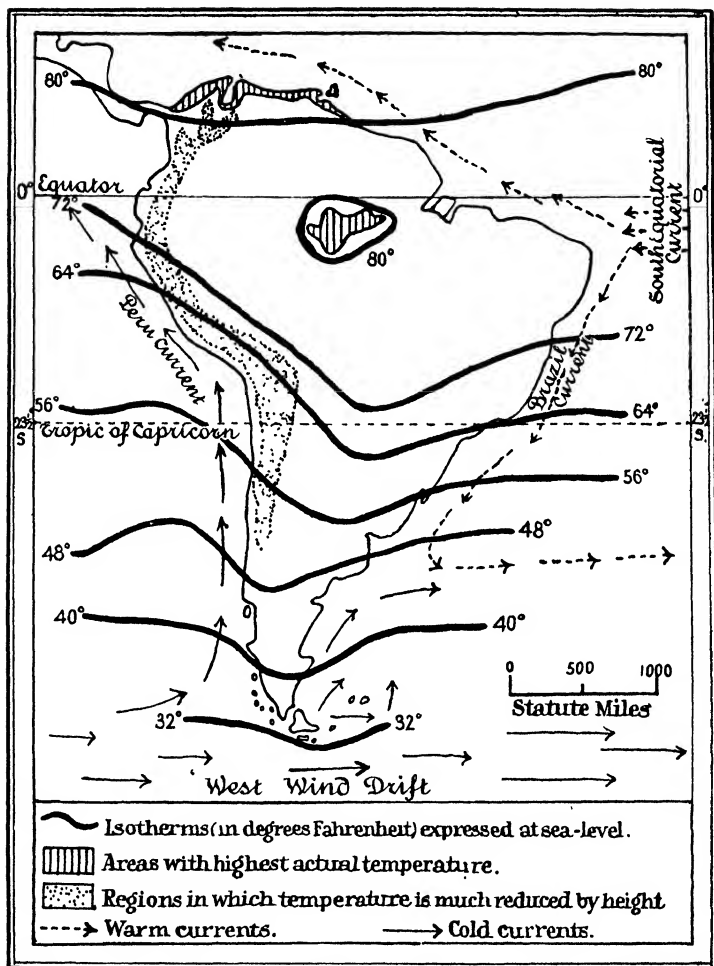 80°
80°
0°
Equator
0°
72°
80°
64°
South Equatorial
Current
Peru Current
72°
Brazil
Current
56°
64°
23½°
S.
Tropic of Capricorn
56°
48°
48°
40°
40°
0 500 1000
Statute Miles
32°
32°
West Wind Drift
Isotherms (in degrees Fahrenheit) expressed at sea-level.
Areas with highest actual temperature.
Regions in which temperature is much reduced by height
Warm currents.
Cold currents.